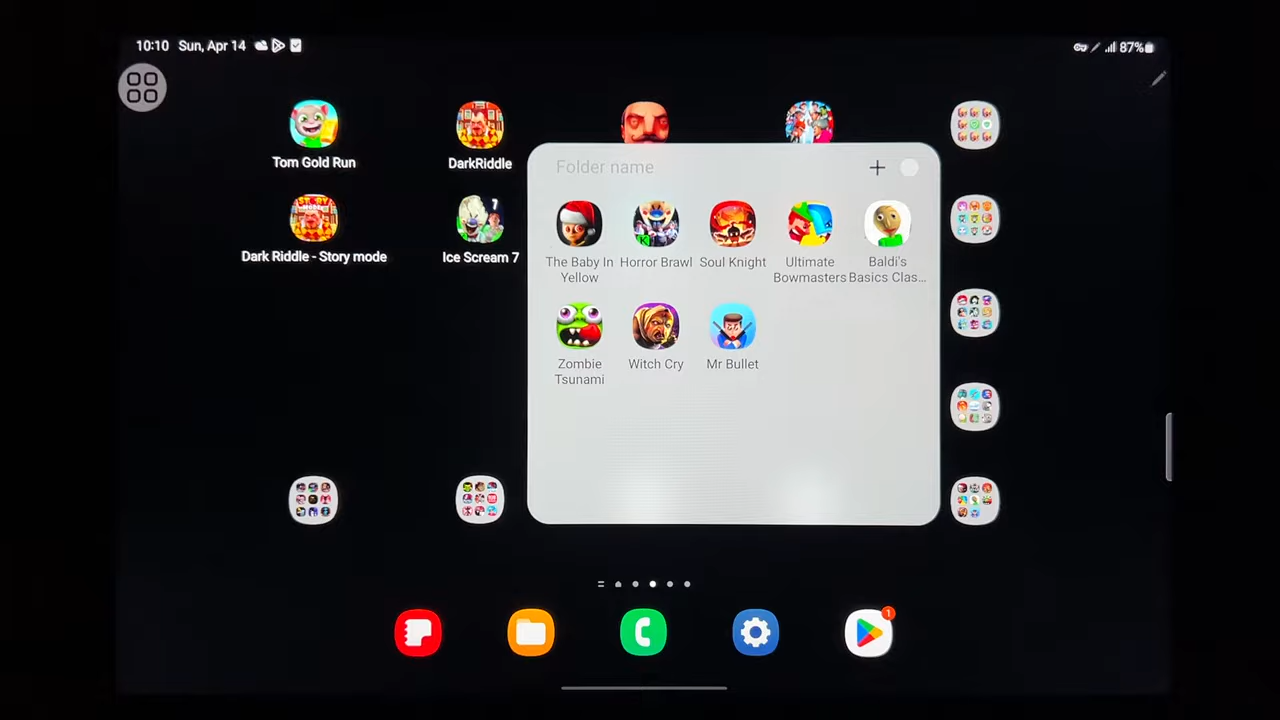 10:10 Sun, Apr 14
87%
Tom Gold Run
DarkRiddle
Folder name
Dark Riddle - Story mode
Ice Scream 7
The Baby In
Yellow
Horror Brawl
Soul Knight
Ultimate
Bowmasters
Baldi's
Basics Clas...
Zombie
Tsunami
Witch Cry
Mr Bullet
1